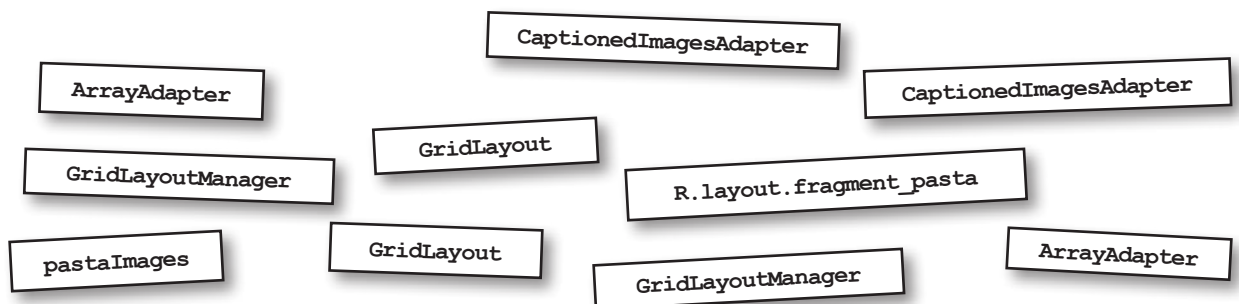 CaptionedImagesAdapter
ArrayAdapter
CaptionedImagesAdapter
GridLayout
GridLayoutManager
R.layout.fragment_pasta
pastaImages
GridLayout
ArrayAdapter
GridLayoutManager